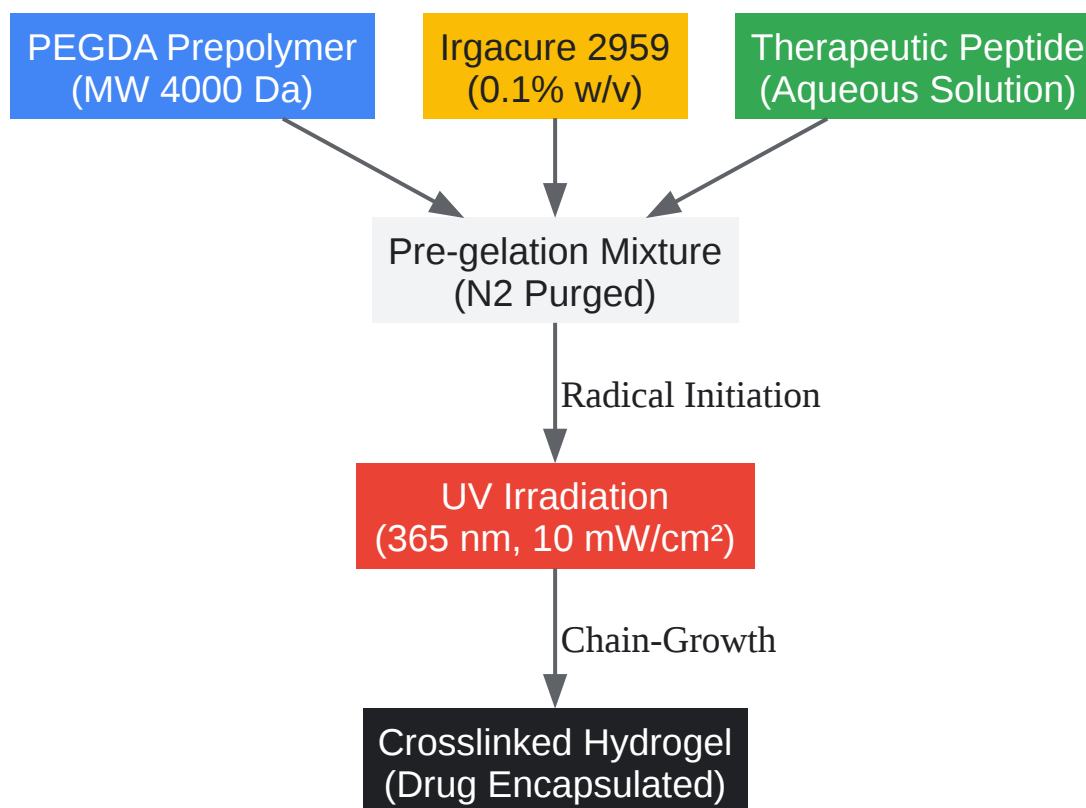 PEGDA Prepolymer
(MW 4000 Da)
Irgacure 2959
(0.1% w/v)
Therapeutic Peptide
(Aqueous Solution)
Pre-gelation Mixture
(N2 Purged)
Radical Initiation
UV Irradiation
(365 nm, 10 mW/cm²)
Chain-Growth
Crosslinked Hydrogel
(Drug Encapsulated)